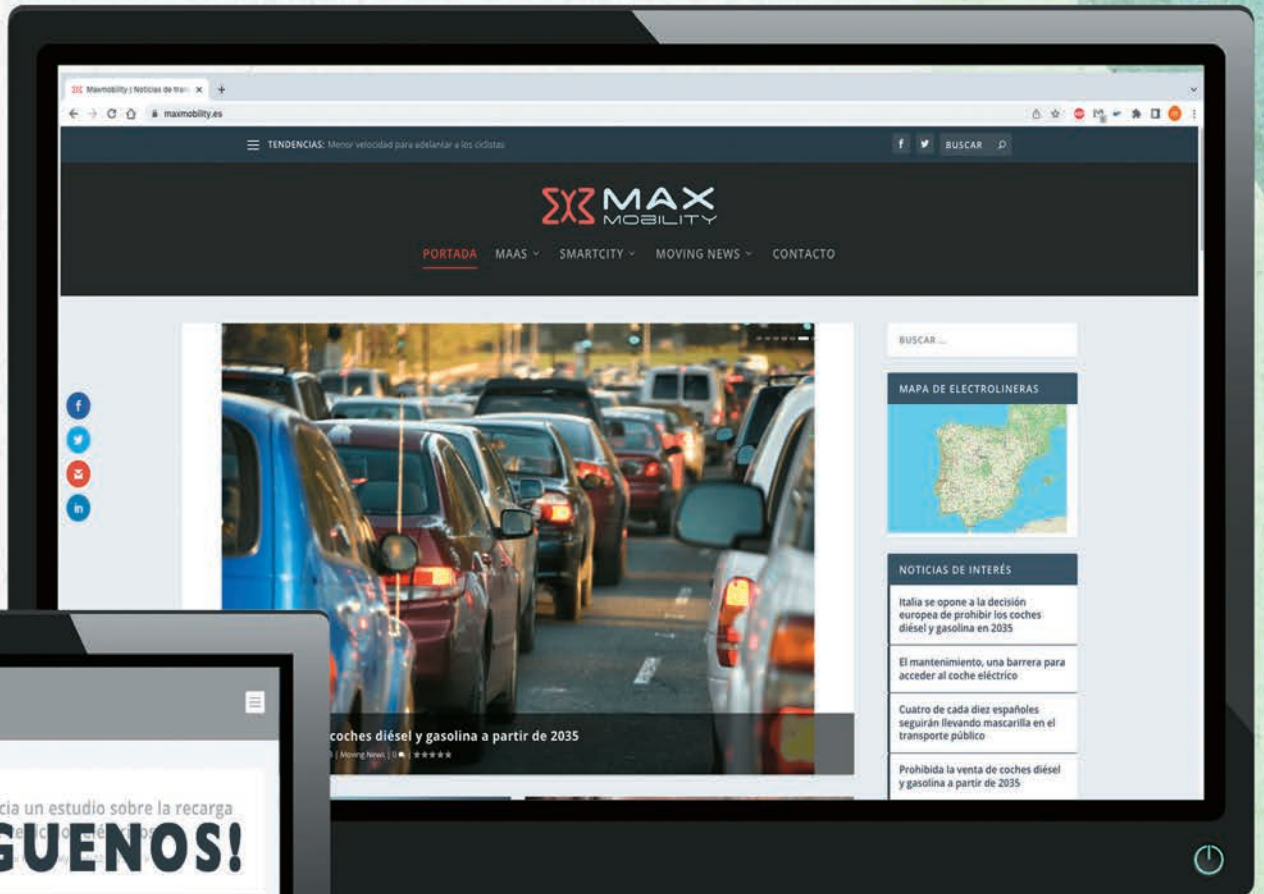 Maxmobility | Noticias de tran
maxmobility.es
TENDENCIAS: Menor velocidad para adelantar a los ciclistas
BUSCAR
MAX
MOBILITY
PORTADA MAAS SMARTCITY MOVING NEWS CONTACTO
BUSCAR ...
MAPA DE ELECTROLINERAS
NOTICIAS DE INTERÉS
Italia se opone a la decisión
europea de prohibir los coches
diésel y gasolina en 2035
El mantenimiento, una barrera para
acceder al coche eléctrico
Cuatro de cada diez españoles
seguirán llevando mascarilla en el
transporte público
Prohibida la venta de coches diésel
y gasolina a partir de 2035
coches diésel y gasolina a partir de 2035
| Moving News | 0
cia un estudio sobre la recarga
GUENOS!